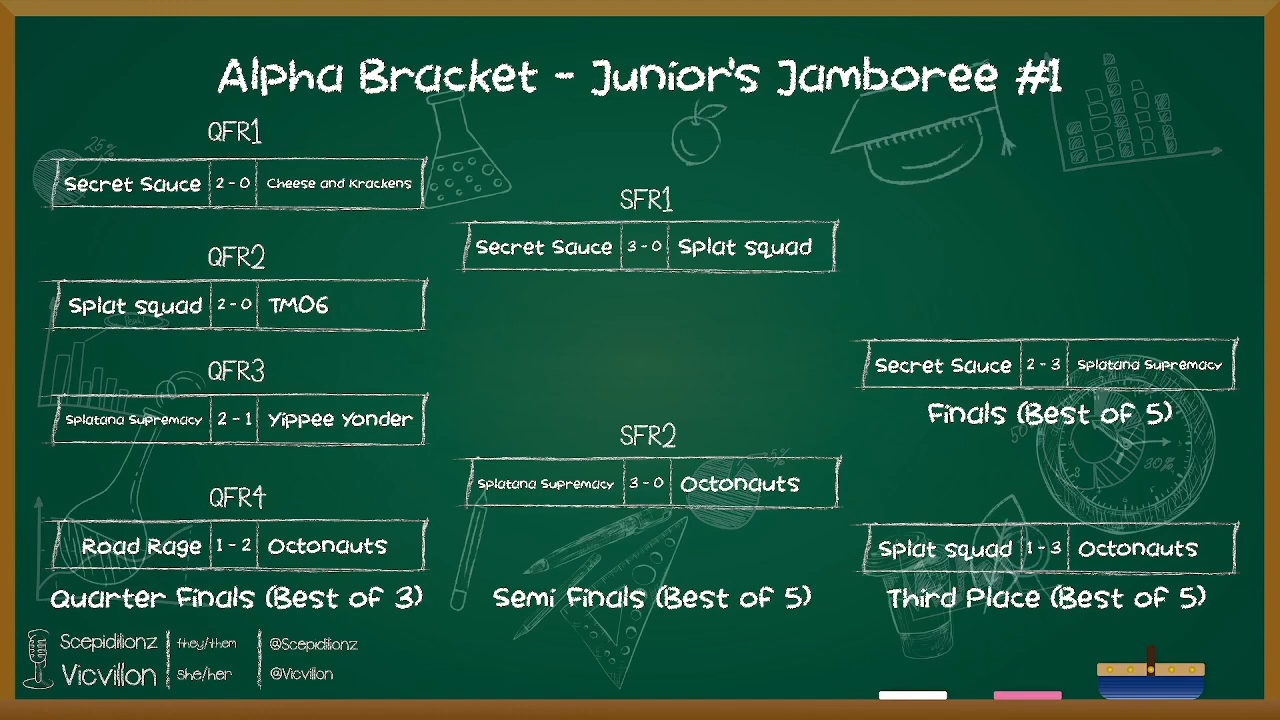 Alpha Bracket - Junior's Jamboree #1
QFR1
Secret Sauce 2 - 0 Cheese and Krackens
QFR2
Splat squad 2 - 0 TMO6
QFR3
Splatana Supremacy 2 - 1 Yippee Yonder
QFR4
Road Rage 1 - 2 Octonauts
Quarter Finals (Best of 3)
SFR1
Secret Sauce 3 - 0 Splat squad
SFR2
Splatana Supremacy 3 - 0 Octonauts
Semi Finals (Best of 5)
Secret Sauce 2 - 3 Splatana Supremacy
Finals (Best of 5)
Splat squad 1 - 3 Octonauts
Third Place (Best of 5)
Scepidilionz they/them @Scepidilionz
Vicvillon she/her @Vicvillon
25%
30%